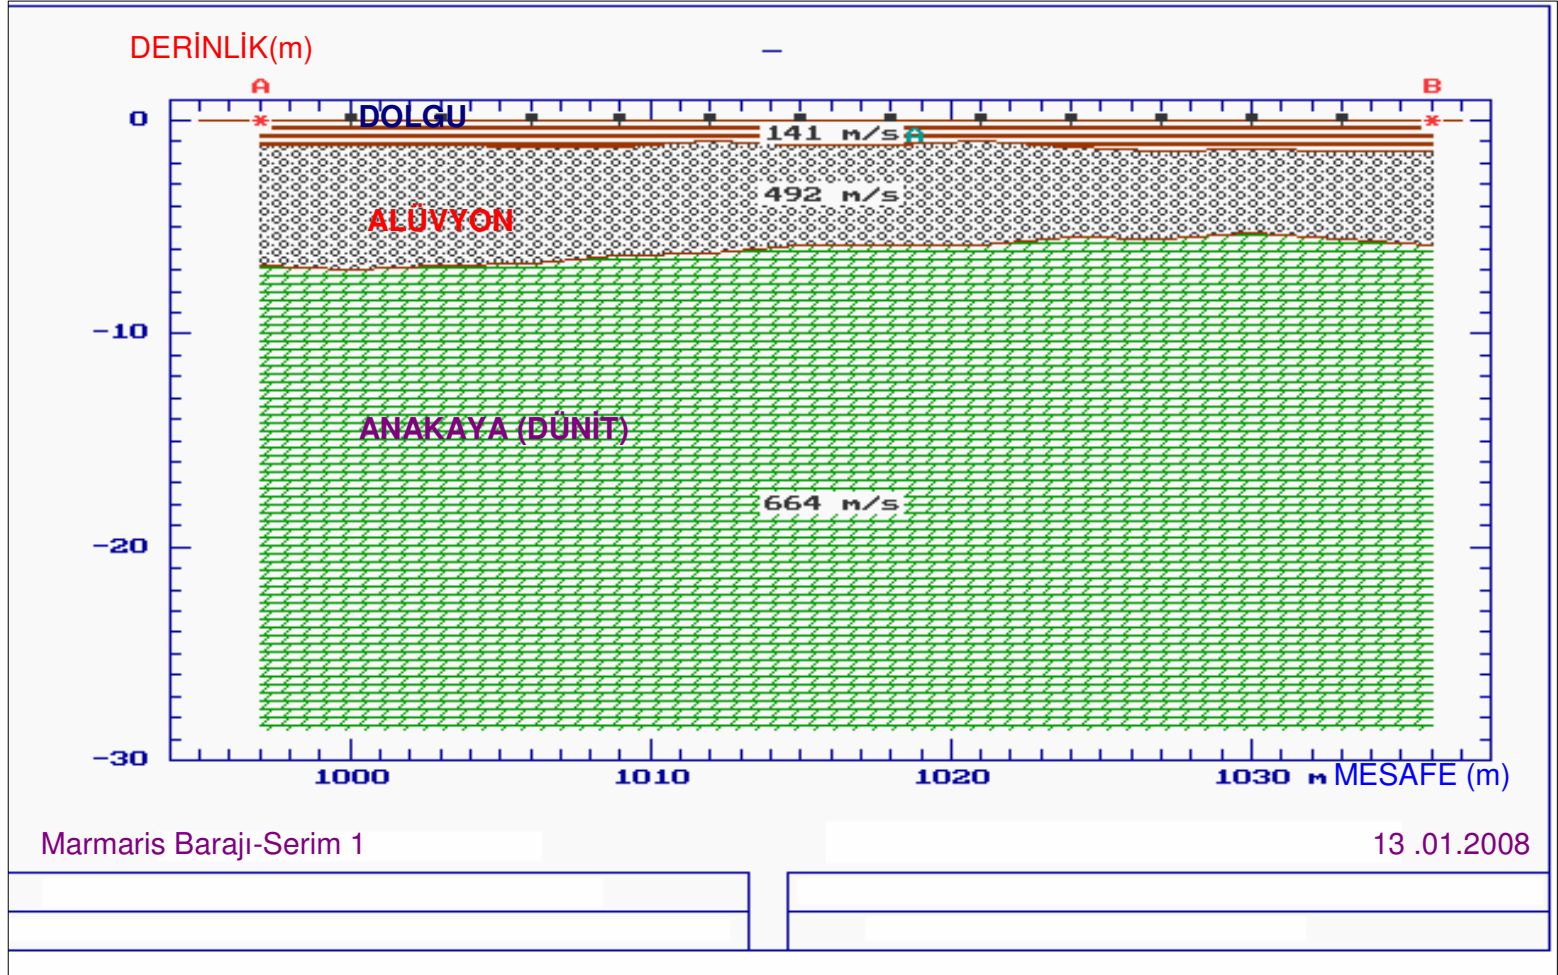 DERİNLİK(m)
A
B
0
DOLGU
141 m/s
A
492 m/s
ALÜVYON
-10
ANAKAYA (DÜNİT)
664 m/s
-20
-30
1000 1010 1020 1030 m MESAFE (m)
Marmaris Barajı-Serim 1
13 .01.2008